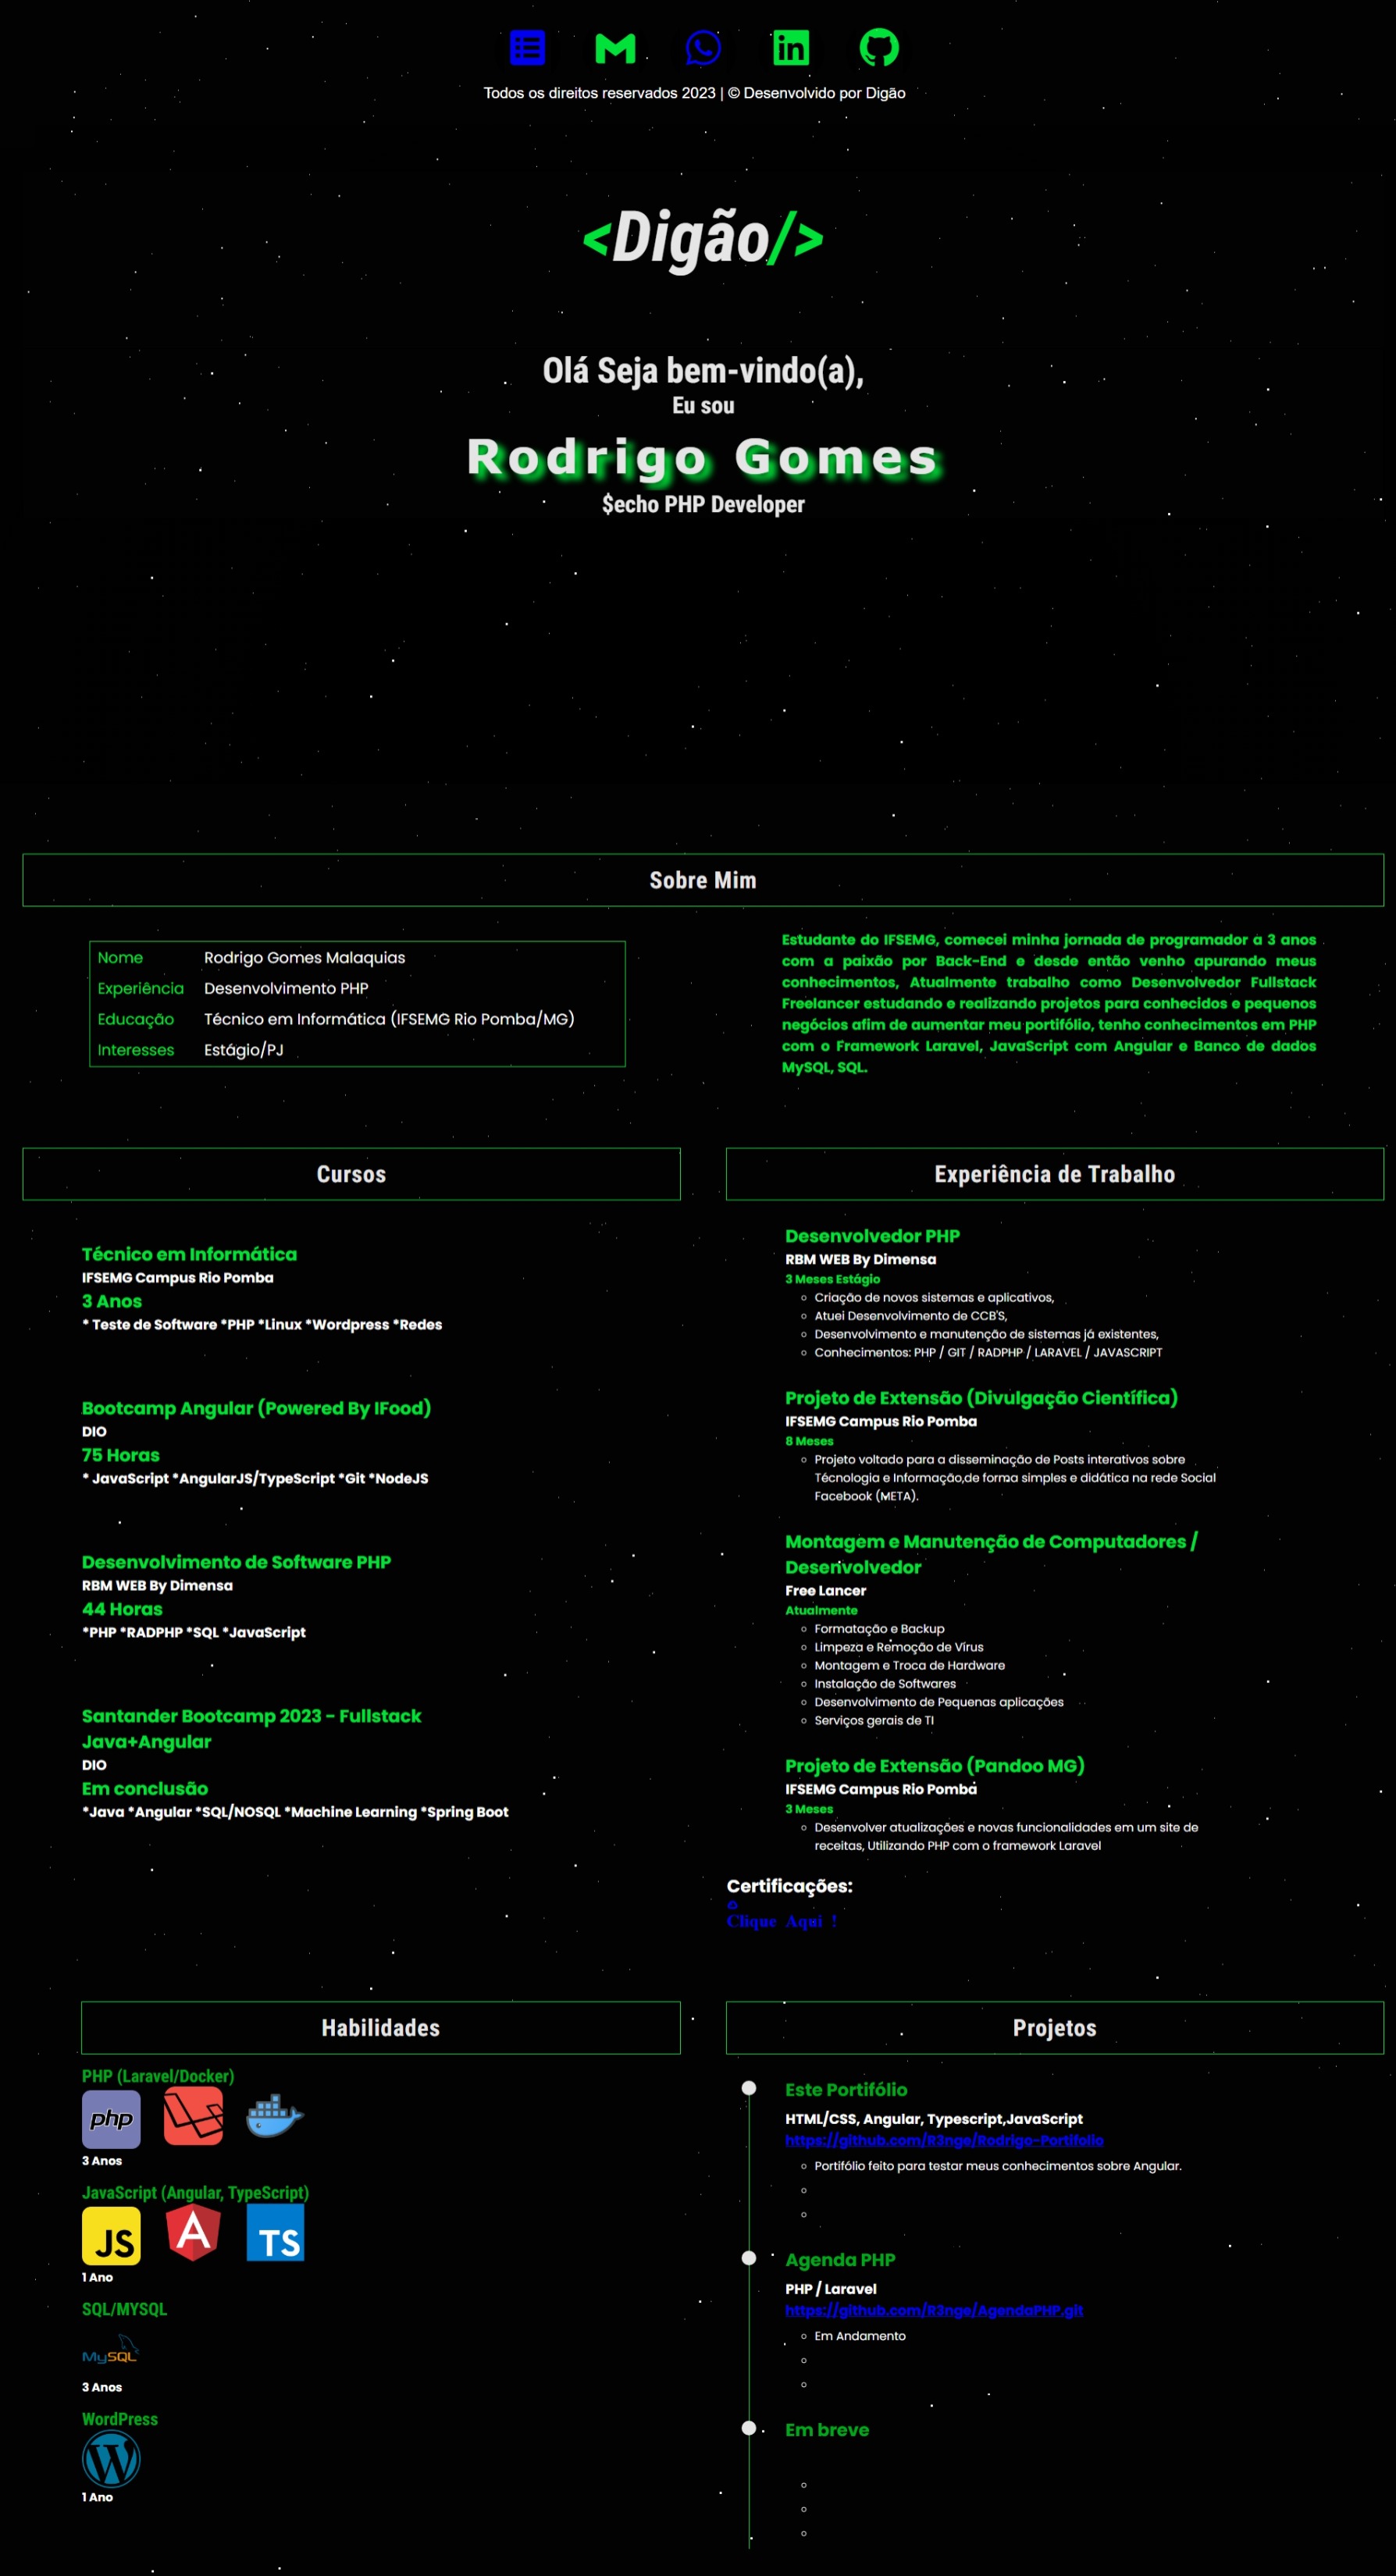 Todos os direitos reservados 2023 | © Desenvolvido por Digão
<Digão/>
Olá Seja bem-vindo(a),
Eu sou
Rodrigo Gomes
$echo PHP Developer
Sobre Mim
Nome Rodrigo Gomes Malaquias
Experiência Desenvolvimento PHP
Educação Técnico em Informática (IFSEMG Rio Pomba/MG)
Interesses Estágio/PJ
Estudante do IFSEMG, comecei minha jornada de programador a 3 anos
com a paixão por Back-End e desde então venho apurando meus
conhecimentos, Atualmente trabalho como Desenvolvedor Fullstack
Freelancer estudando e realizando projetos para conhecidos e pequenos
negócios afim de aumentar meu portifólio, tenho conhecimentos em PHP
com o Framework Laravel, JavaScript com Angular e Banco de dados
MySQL, SQL.
Cursos
Técnico em Informática
IFSEMG Campus Rio Pomba
3 Anos
* Teste de Software *PHP *Linux *Wordpress *Redes
Bootcamp Angular (Powered By IFood)
DIO
75 Horas
* JavaScript *AngularJS/TypeScript *Git *NodeJS
Desenvolvimento de Software PHP
RBM WEB By Dimensa
44 Horas
*PHP *RADPHP *SQL *JavaScript
Santander Bootcamp 2023 - Fullstack
Java+Angular
DIO
Em conclusão
*Java *Angular *SQL/NOSQL *Machine Learning *Spring Boot
Experiência de Trabalho
Desenvolvedor PHP
RBM WEB By Dimensa
3 Meses Estágio
Criação de novos sistemas e aplicativos,
Atuei Desenvolvimento de CCB'S,
Desenvolvimento e manutenção de sistemas já existentes,
Conhecimentos: PHP / GIT / RADPHP / LARAVEL / JAVASCRIPT
Projeto de Extensão (Divulgação Científica)
IFSEMG Campus Rio Pomba
8 Meses
Projeto voltado para a disseminação de Posts interativos sobre
Técnologia e Informação,de forma simples e didática na rede Social
Facebook (META).
Montagem e Manutenção de Computadores /
Desenvolvedor
Free Lancer
Atualmente
Formatação e Backup
Limpeza e Remoção de Vírus
Montagem e Troca de Hardware
Instalação de Softwares
Desenvolvimento de Pequenas aplicações
Serviços gerais de TI
Projeto de Extensão (Pandoo MG)
IFSEMG Campus Rio Pomba
3 Meses
Desenvolver atualizações e novas funcionalidades em um site de
receitas, Utilizando PHP com o framework Laravel
Certificações:
Clique Aqui !
Habilidades
PHP (Laravel/Docker)
php
3 Anos
JavaScript (Angular, TypeScript)
JS A TS
1 Ano
SQL/MYSQL
MySQL
3 Anos
WordPress
W
1 Ano
Projetos
Este Portifólio
HTML/CSS, Angular, Typescript,JavaScript
https://github.com/R3nge/Rodrigo-Portifolio
Portifólio feito para testar meus conhecimentos sobre Angular.
Agenda PHP
PHP / Laravel
https://github.com/R3nge/AgendaPHP.git
Em Andamento
Em breve